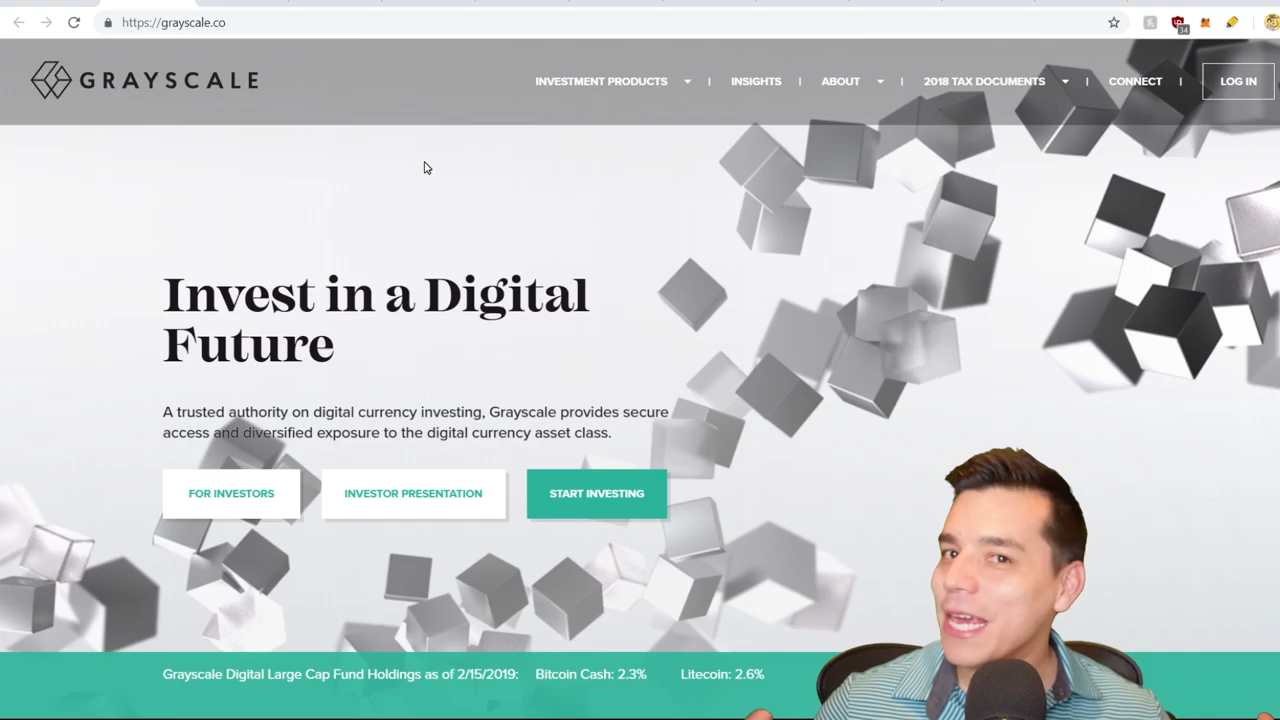 https://grayscale.co
34
GRAYSCALE
INVESTMENT PRODUCTS | INSIGHTS | ABOUT | 2018 TAX DOCUMENTS | CONNECT | LOG IN
Invest in a Digital
Future
A trusted authority on digital currency investing, Grayscale provides secure
access and diversified exposure to the digital currency asset class.
FOR INVESTORS INVESTOR PRESENTATION START INVESTING
Grayscale Digital Large Cap Fund Holdings as of 2/15/2019: Bitcoin Cash: 2.3% Litecoin: 2.6%